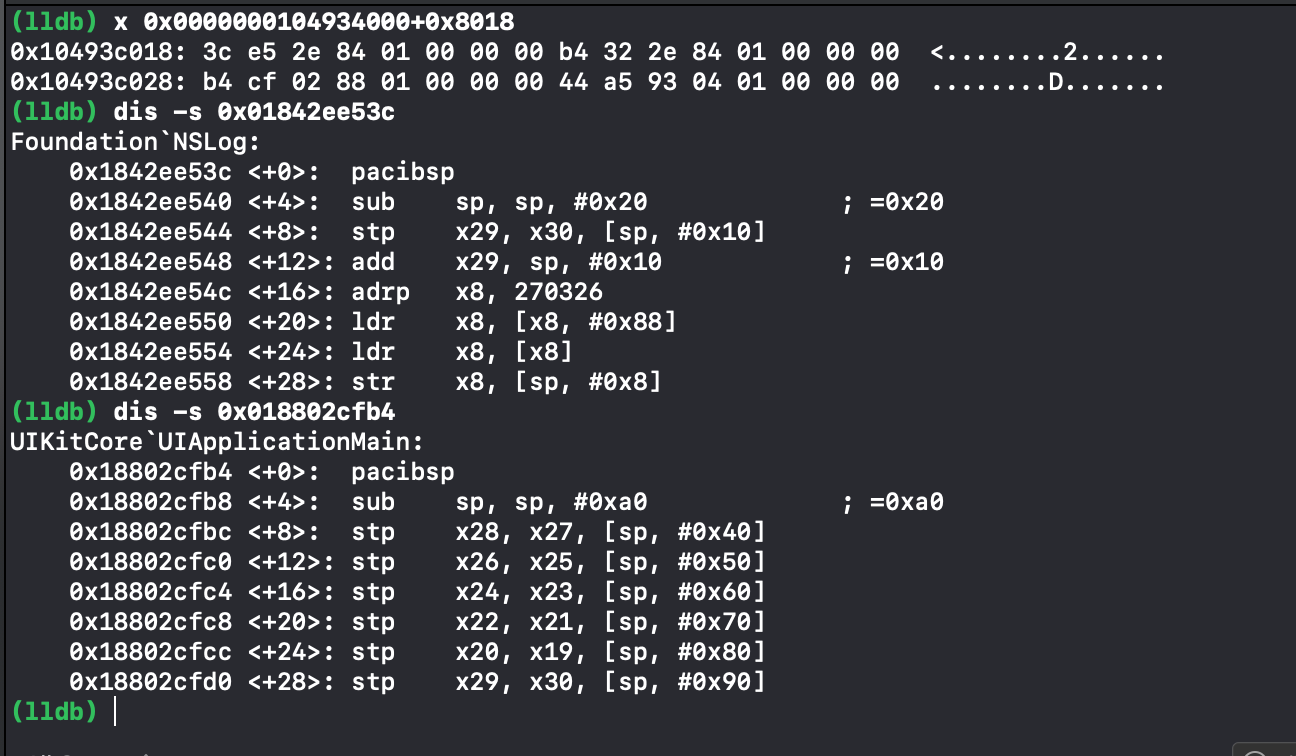 (lldb) x 0x0000000104934000+0x8018
0x10493c018: 3c e5 2e 84 01 00 00 00 b4 32 2e 84 01 00 00 00  <........2......
0x10493c028: b4 cf 02 88 01 00 00 00 44 a5 93 04 01 00 00 00  ........D.......
(lldb) dis -s 0x01842ee53c
Foundation`NSLog:
    0x1842ee53c <+0>:  pacibsp
    0x1842ee540 <+4>:  sub    sp, sp, #0x20             ; =0x20
    0x1842ee544 <+8>:  stp    x29, x30, [sp, #0x10]
    0x1842ee548 <+12>: add    x29, sp, #0x10            ; =0x10
    0x1842ee54c <+16>: adrp   x8, 270326
    0x1842ee550 <+20>: ldr    x8, [x8, #0x88]
    0x1842ee554 <+24>: ldr    x8, [x8]
    0x1842ee558 <+28>: str    x8, [sp, #0x8]
(lldb) dis -s 0x018802cfb4
UIKitCore`UIApplicationMain:
    0x18802cfb4 <+0>:  pacibsp
    0x18802cfb8 <+4>:  sub    sp, sp, #0xa0             ; =0xa0
    0x18802cfbc <+8>:  stp    x28, x27, [sp, #0x40]
    0x18802cfc0 <+12>: stp    x26, x25, [sp, #0x50]
    0x18802cfc4 <+16>: stp    x24, x23, [sp, #0x60]
    0x18802cfc8 <+20>: stp    x22, x21, [sp, #0x70]
    0x18802cfcc <+24>: stp    x20, x19, [sp, #0x80]
    0x18802cfd0 <+28>: stp    x29, x30, [sp, #0x90]
(lldb)